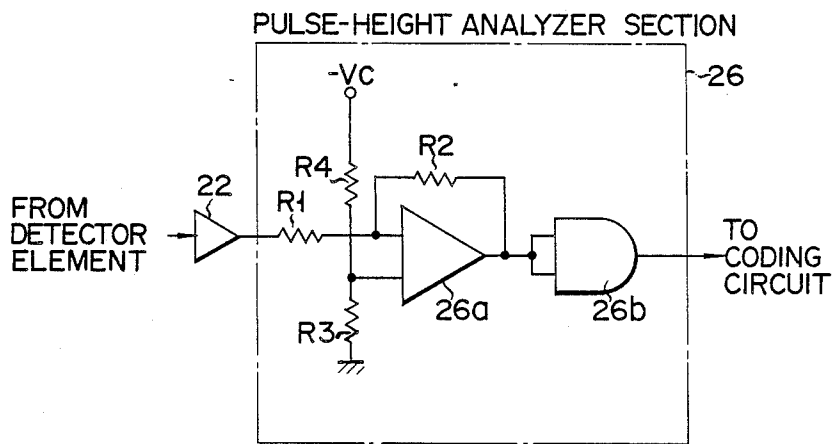 PULSE-HEIGHT ANALYZER SECTION
26
-Vc
R2
R4
22
R1
FROM
DETECTOR
ELEMENT
TO
CODING
CIRCUIT
26a
26b
R3